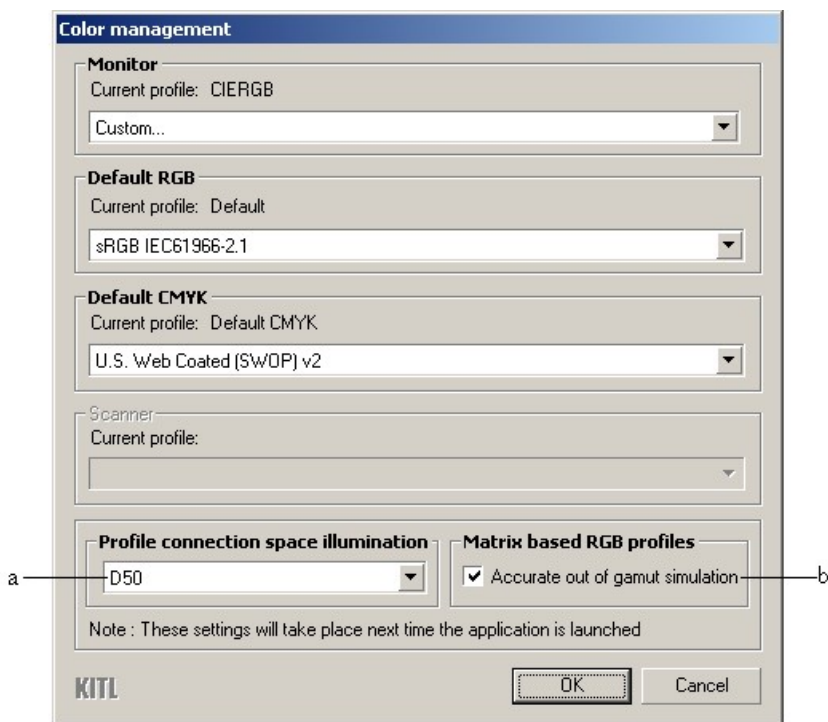 Color management
Monitor
Current profile: CIERGB
Custom...
Default RGB
Current profile: Default
sRGB IEC61966-2.1
Default CMYK
Current profile: Default CMYK
U.S. Web Coated (SWOP) v2
Scanner
Current profile:
Profile connection space illumination
Matrix based RGB profiles
a
D50
Accurate out of gamut simulation
b
Note : These settings will take place next time the application is launched
KITL
OK
Cancel